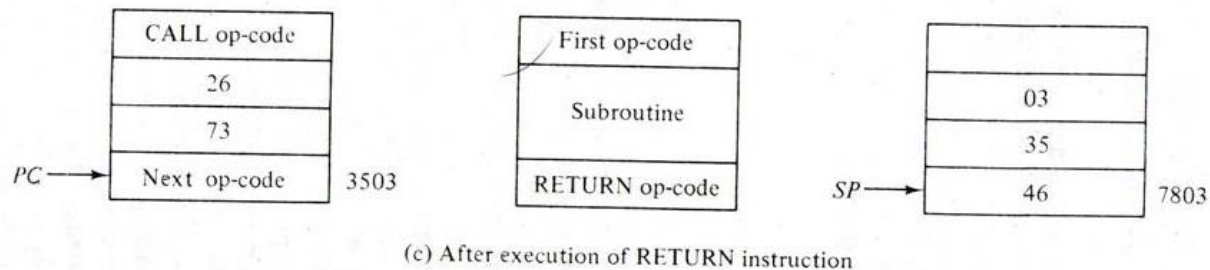 CALL op-code
26
73
PC
Next op-code
3503
First op-code
Subroutine
RETURN op-code
03
35
SP
46
7803
(c) After execution of RETURN instruction